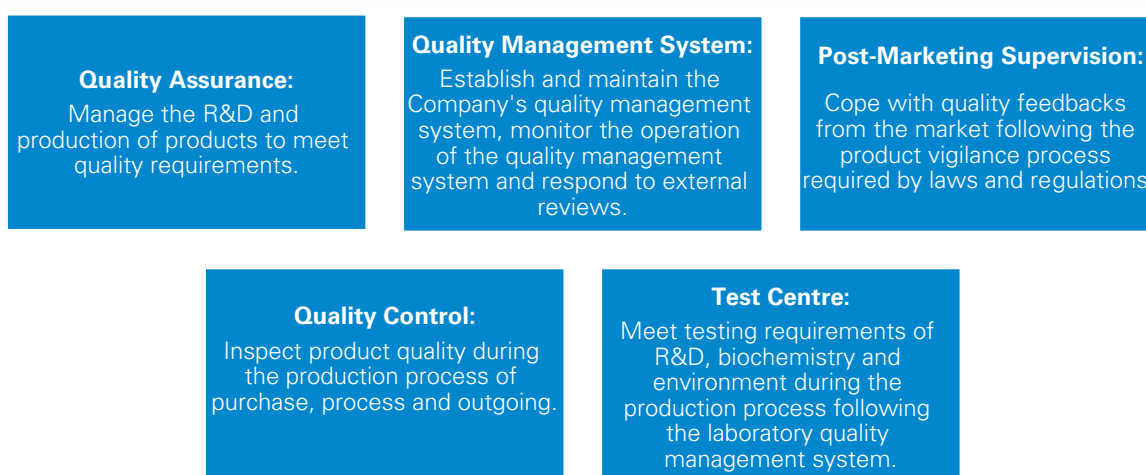 Quality Assurance:
Manage the R&D and
production of products to meet
quality requirements.
Quality Management System:
Establish and maintain the
Company's quality management
system, monitor the operation
of the quality management
system and respond to external
reviews.
Post-Marketing Supervision:
Cope with quality feedbacks
from the market following the
product vigilance process
required by laws and regulations
Quality Control:
Inspect product quality during
the production process of
purchase, process and outgoing.
Test Centre:
Meet testing requirements of
R&D, biochemistry and
environment during the
production process following
the laboratory quality
management system.